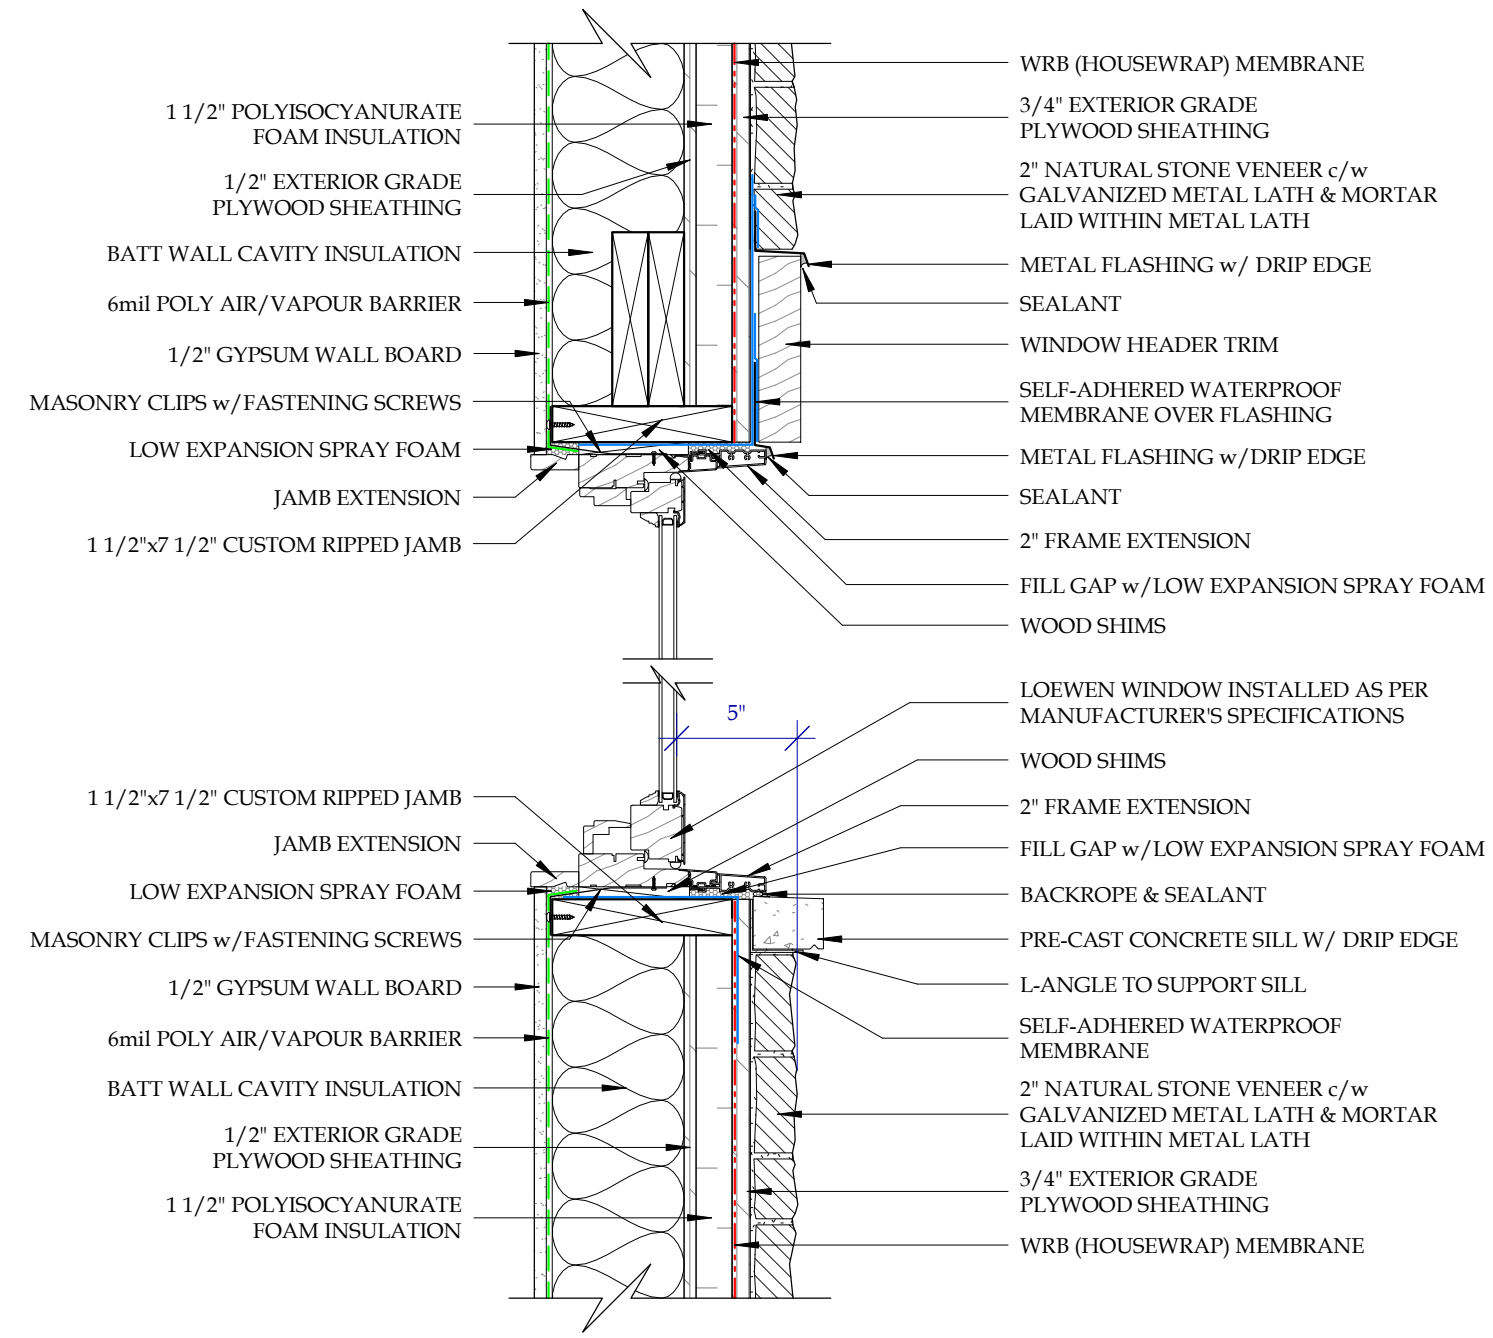 1 1/2" POLYISOCYANURATE
FOAM INSULATION
1/2" EXTERIOR GRADE
PLYWOOD SHEATHING
BATT WALL CAVITY INSULATION
6mil POLY AIR/VAPOUR BARRIER
1/2" GYPSUM WALL BOARD
MASONRY CLIPS w/FASTENING SCREWS
LOW EXPANSION SPRAY FOAM
JAMB EXTENSION
1 1/2"x7 1/2" CUSTOM RIPPED JAMB
WRB (HOUSEWRAP) MEMBRANE
3/4" EXTERIOR GRADE
PLYWOOD SHEATHING
2" NATURAL STONE VENEER c/w
GALVANIZED METAL LATH & MORTAR
LAID WITHIN METAL LATH
METAL FLASHING w/ DRIP EDGE
SEALANT
WINDOW HEADER TRIM
SELF-ADHERED WATERPROOF
MEMBRANE OVER FLASHING
METAL FLASHING w/DRIP EDGE
SEALANT
2" FRAME EXTENSION
FILL GAP w/LOW EXPANSION SPRAY FOAM
WOOD SHIMS
5"
1 1/2"x7 1/2" CUSTOM RIPPED JAMB
JAMB EXTENSION
LOW EXPANSION SPRAY FOAM
MASONRY CLIPS w/FASTENING SCREWS
1/2" GYPSUM WALL BOARD
6mil POLY AIR/VAPOUR BARRIER
BATT WALL CAVITY INSULATION
1/2" EXTERIOR GRADE
PLYWOOD SHEATHING
1 1/2" POLYISOCYANURATE
FOAM INSULATION
LOEWEN WINDOW INSTALLED AS PER
MANUFACTURER'S SPECIFICATIONS
WOOD SHIMS
2" FRAME EXTENSION
FILL GAP w/LOW EXPANSION SPRAY FOAM
BACKROPE & SEALANT
PRE-CAST CONCRETE SILL W/ DRIP EDGE
L-ANGLE TO SUPPORT SILL
SELF-ADHERED WATERPROOF
MEMBRANE
2" NATURAL STONE VENEER c/w
GALVANIZED METAL LATH & MORTAR
LAID WITHIN METAL LATH
3/4" EXTERIOR GRADE
PLYWOOD SHEATHING
WRB (HOUSEWRAP) MEMBRANE